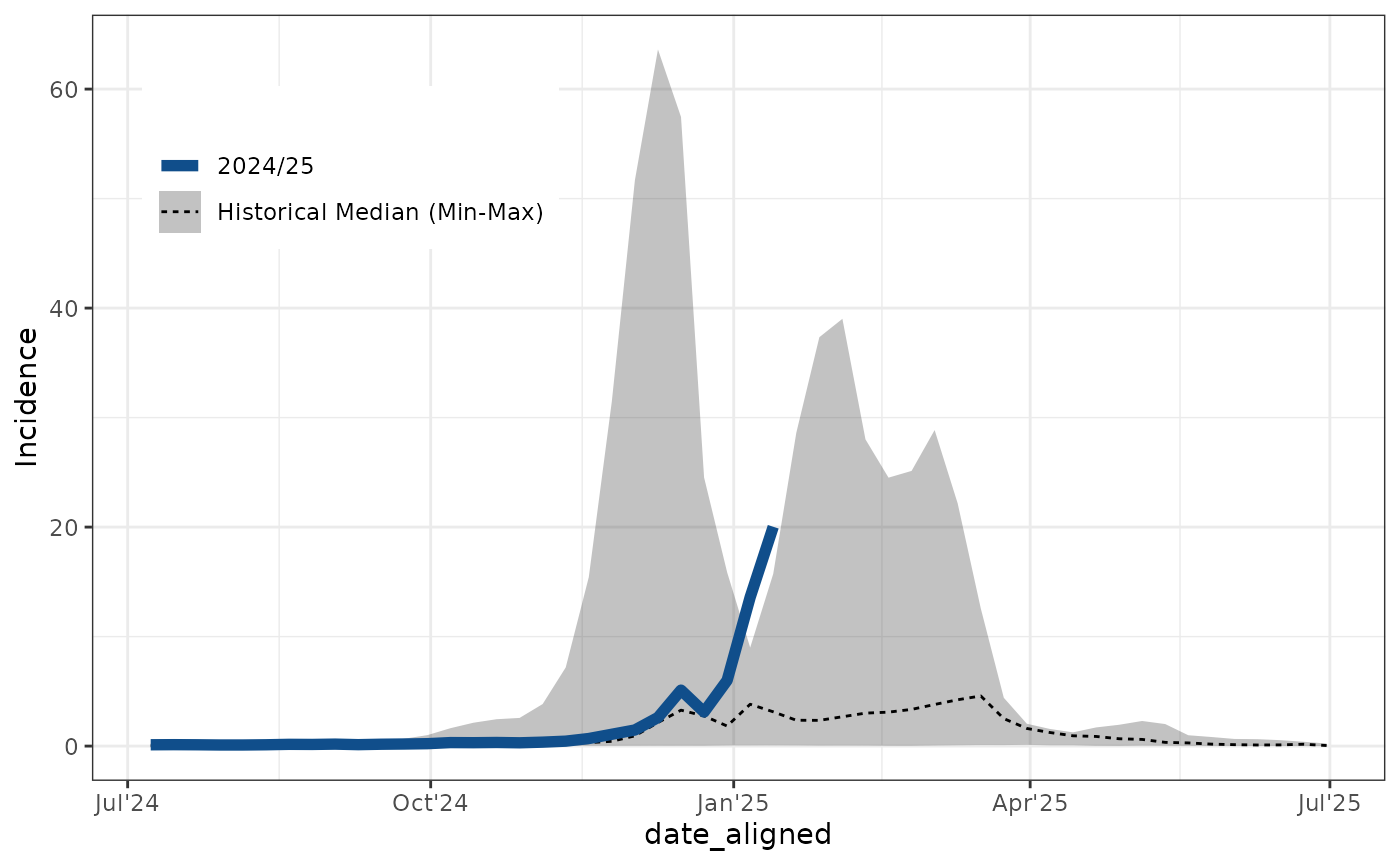 60
40
20
0
Incidence
2024/25
Historical Median (Min-Max)
Jul'24
Oct'24
Jan'25
Apr'25
Jul'25
date_aligned